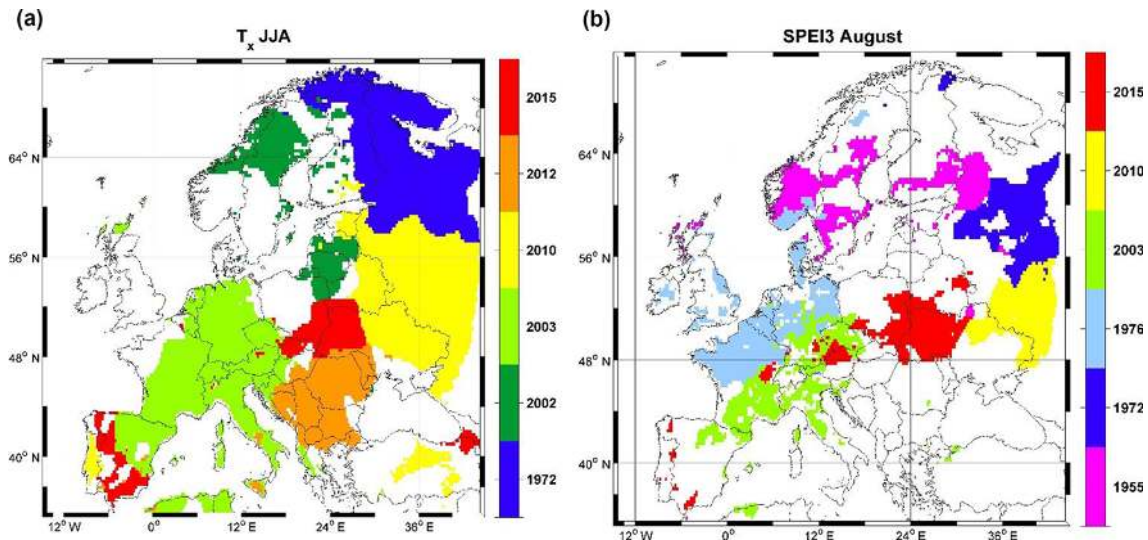 (a)
T_x JJA
2015
2012
2010
2003
2002
1972
64° N
56° N
48° N
40° N
12° W 0° 12° E 24° E 36° E
(b)
SPEI3 August
2015
2010
2003
1976
1972
1955
64° N
56° N
48° N
40° N
12° W 0° 12° E 24° E 36° E